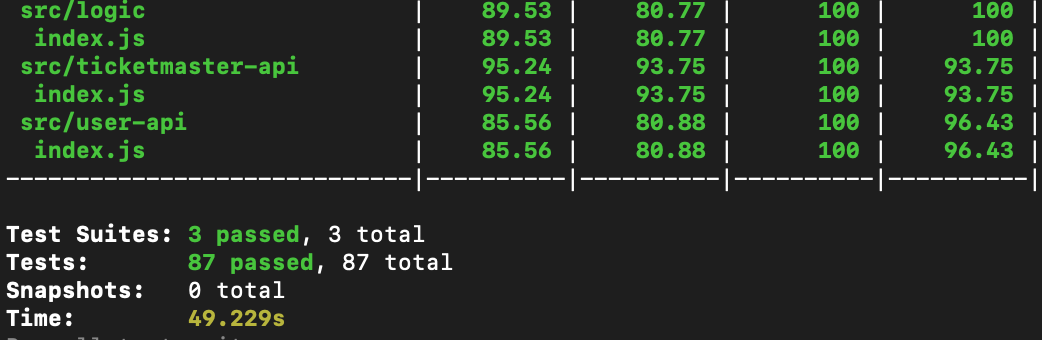 src/logic | 89.53 | 80.77 | 100 | 100 |
index.js | 89.53 | 80.77 | 100 | 100 |
src/ticketmaster-api | 95.24 | 93.75 | 100 | 93.75 |
index.js | 95.24 | 93.75 | 100 | 93.75 |
src/user-api | 85.56 | 80.88 | 100 | 96.43 |
index.js | 85.56 | 80.88 | 100 | 96.43 |
-----------------------------|----------|----------|----------|----------|
Test Suites: 3 passed, 3 total
Tests: 87 passed, 87 total
Snapshots: 0 total
Time: 49.229s